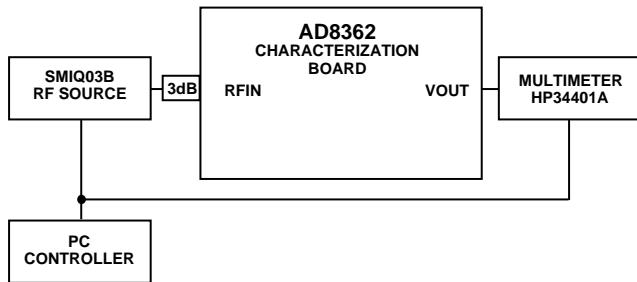 AD8362
CHARACTERIZATION
BOARD
SMIQ03B
RF SOURCE
3dB
RFIN
VOUT
MULTIMETER
HP34401A
PC
CONTROLLER